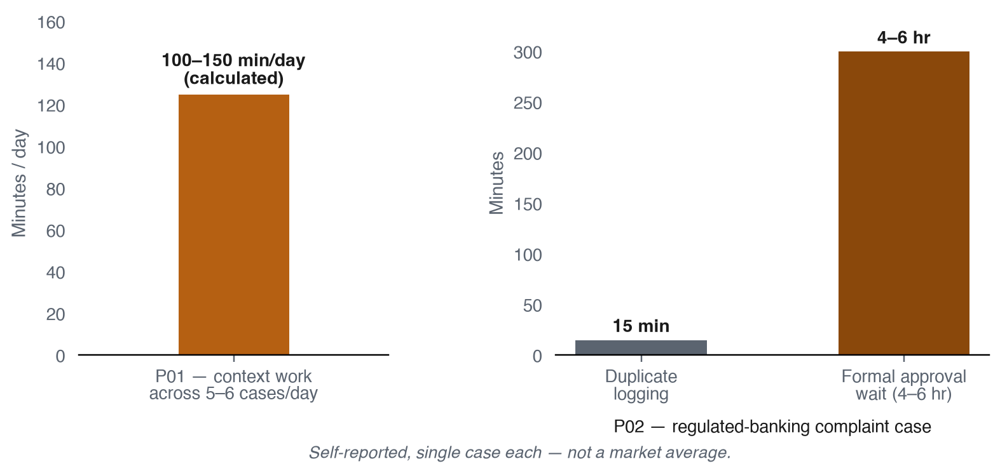 160
140
120
100
80
60
40
20
0
Minutes / day
100–150 min/day
(calculated)
P01 — context work
across 5–6 cases/day
300
250
200
150
100
50
0
Minutes
15 min
4–6 hr
Duplicate
logging
Formal approval
wait (4–6 hr)
P02 — regulated-banking complaint case
Self-reported, single case each — not a market average.